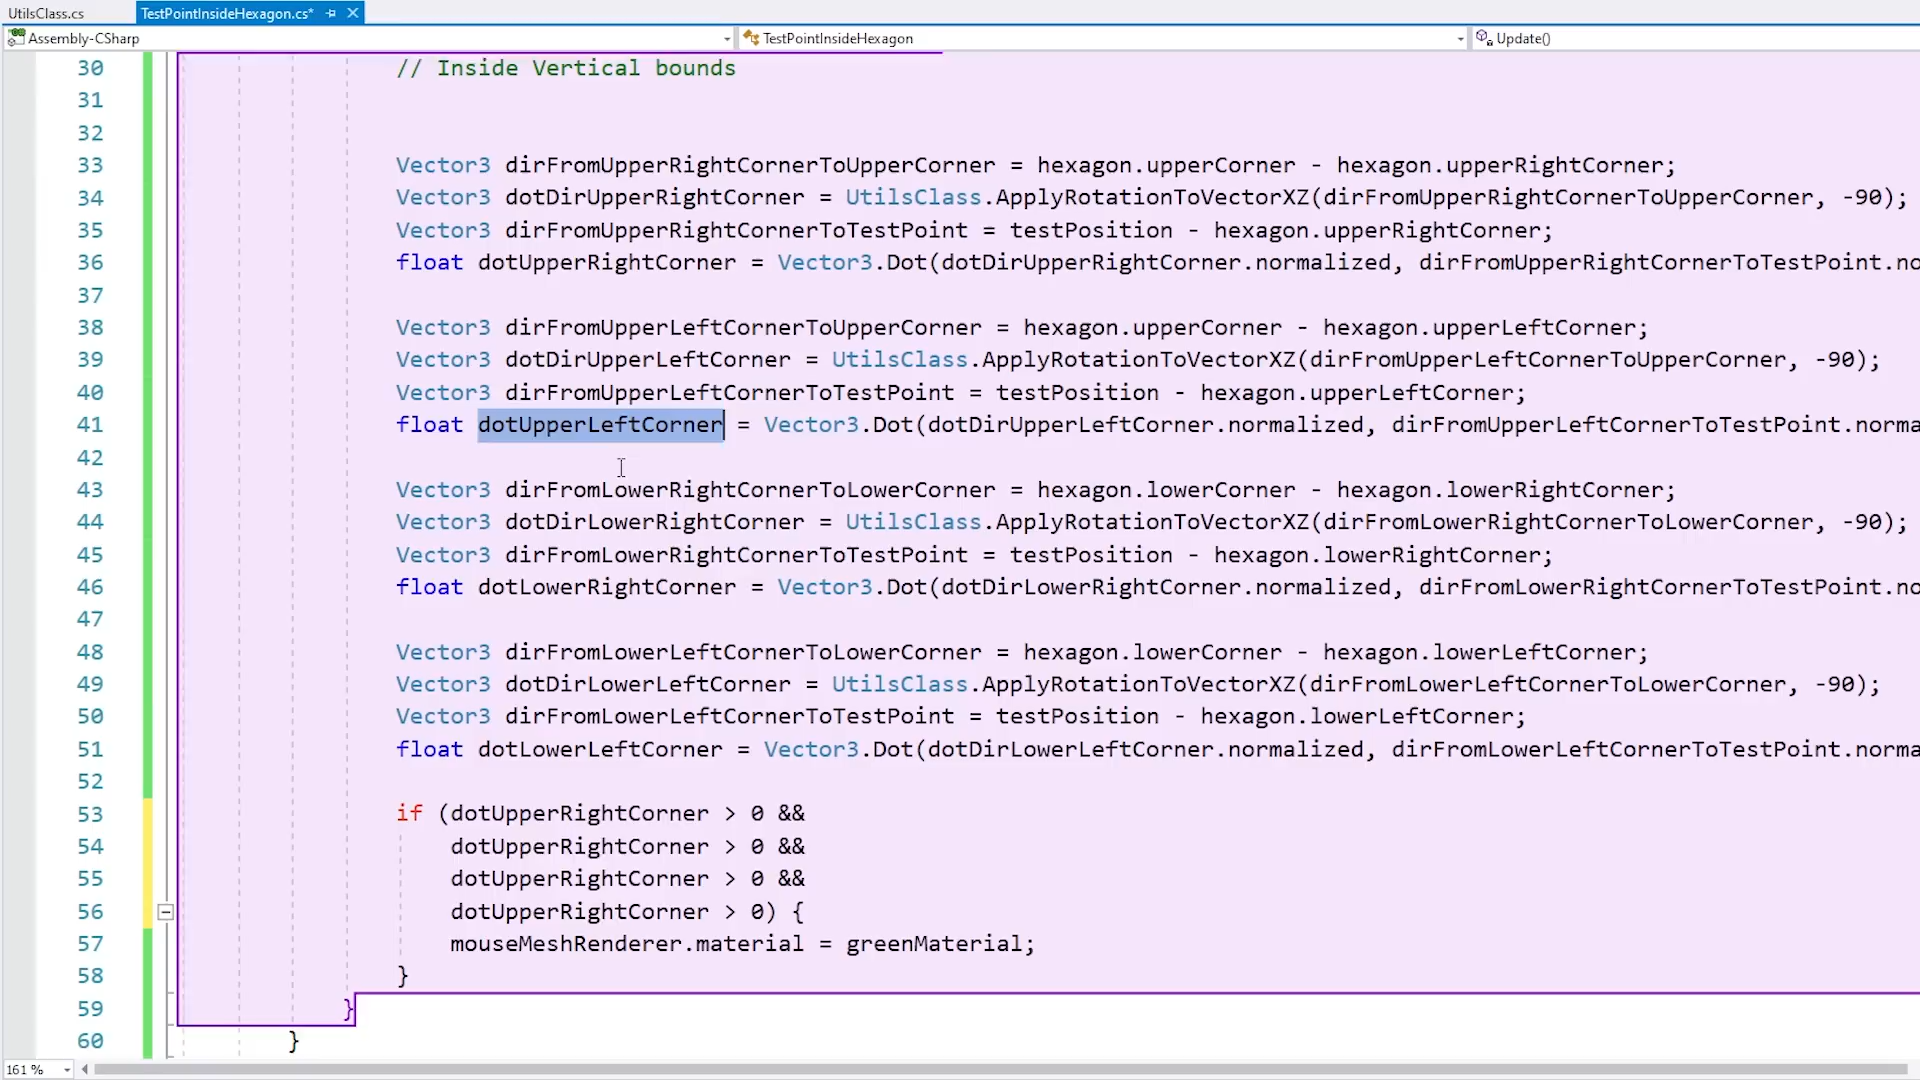 UtilsClass.cs
TestPointInsideHexagon.cs*
Assembly-CSharp
TestPointInsideHexagon
Update()
30 // Inside Vertical bounds
31
32
33 Vector3 dirFromUpperRightCornerToUpperCorner = hexagon.upperCorner - hexagon.upperRightCorner;
34 Vector3 dotDirUpperRightCorner = UtilsClass.ApplyRotationToVectorXZ(dirFromUpperRightCornerToUpperCorner, -90);
35 Vector3 dirFromUpperRightCornerToTestPoint = testPosition - hexagon.upperRightCorner;
36 float dotUpperRightCorner = Vector3.Dot(dotDirUpperRightCorner.normalized, dirFromUpperRightCornerToTestPoint.no
37
38 Vector3 dirFromUpperLeftCornerToUpperCorner = hexagon.upperCorner - hexagon.upperLeftCorner;
39 Vector3 dotDirUpperLeftCorner = UtilsClass.ApplyRotationToVectorXZ(dirFromUpperLeftCornerToUpperCorner, -90);
40 Vector3 dirFromUpperLeftCornerToTestPoint = testPosition - hexagon.upperLeftCorner;
41 float dotUpperLeftCorner = Vector3.Dot(dotDirUpperLeftCorner.normalized, dirFromUpperLeftCornerToTestPoint.norma
42
43 Vector3 dirFromLowerRightCornerToLowerCorner = hexagon.lowerCorner - hexagon.lowerRightCorner;
44 Vector3 dotDirLowerRightCorner = UtilsClass.ApplyRotationToVectorXZ(dirFromLowerRightCornerToLowerCorner, -90);
45 Vector3 dirFromLowerRightCornerToTestPoint = testPosition - hexagon.lowerRightCorner;
46 float dotLowerRightCorner = Vector3.Dot(dotDirLowerRightCorner.normalized, dirFromLowerRightCornerToTestPoint.no
47
48 Vector3 dirFromLowerLeftCornerToLowerCorner = hexagon.lowerCorner - hexagon.lowerLeftCorner;
49 Vector3 dotDirLowerLeftCorner = UtilsClass.ApplyRotationToVectorXZ(dirFromLowerLeftCornerToLowerCorner, -90);
50 Vector3 dirFromLowerLeftCornerToTestPoint = testPosition - hexagon.lowerLeftCorner;
51 float dotLowerLeftCorner = Vector3.Dot(dotDirLowerLeftCorner.normalized, dirFromLowerLeftCornerToTestPoint.norma
52
53 if (dotUpperRightCorner > 0 &&
54 dotUpperRightCorner > 0 &&
55 dotUpperRightCorner > 0 &&
56 dotUpperRightCorner > 0) {
57 mouseMeshRenderer.material = greenMaterial;
58 }
59 }
60 }
161 %